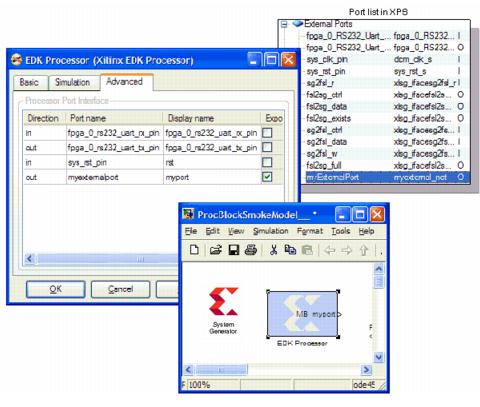 Port list in XPS
External Ports
fpga_0_RS232_Uart_... fpga_0_RS232... I
fpga_0_RS232_Uart_... fpga_0_RS232... O
sys_clk_pin dcm_clk_s I
sys_rst_pin sys_rst_s I
sg2fsl_r xlsg_ifacesg2fsl_r I
fsl2sg_ctrl xlsg_ifacefsl2s... O
fsl2sg_data xlsg_ifacefsl2s... O
fsl2sg_exists xlsg_ifacefsl2s... O
sg2fsl_ctrl xlsg_ifacesg2fs... I
sg2fsl_data xlsg_ifacesg2fs... I
sg2fsl_w xlsg_ifacesg2fs... I
fsl2sg_full xlsg_ifacesg2fs... O
myExternalPort myexternal_net O
EDK Processor (Xilinx EDK Processor)
Basic Simulation Advanced
Processor Port Interface
Direction Port name Display name Expo
in fpga_0_rs232_uart_rx_pin fpga_0_rs232_uart_rx_pin
out fpga_0_rs232_uart_tx_pin fpga_0_rs232_uart_tx_pin
in sys_rst_pin rst
out myexternalport myport
OK Cancel
ProcBlockSmokeModel__ *
File Edit View Simulation Format Tools Help
System
Generator
MB myport
EDK Processor
100% ode45